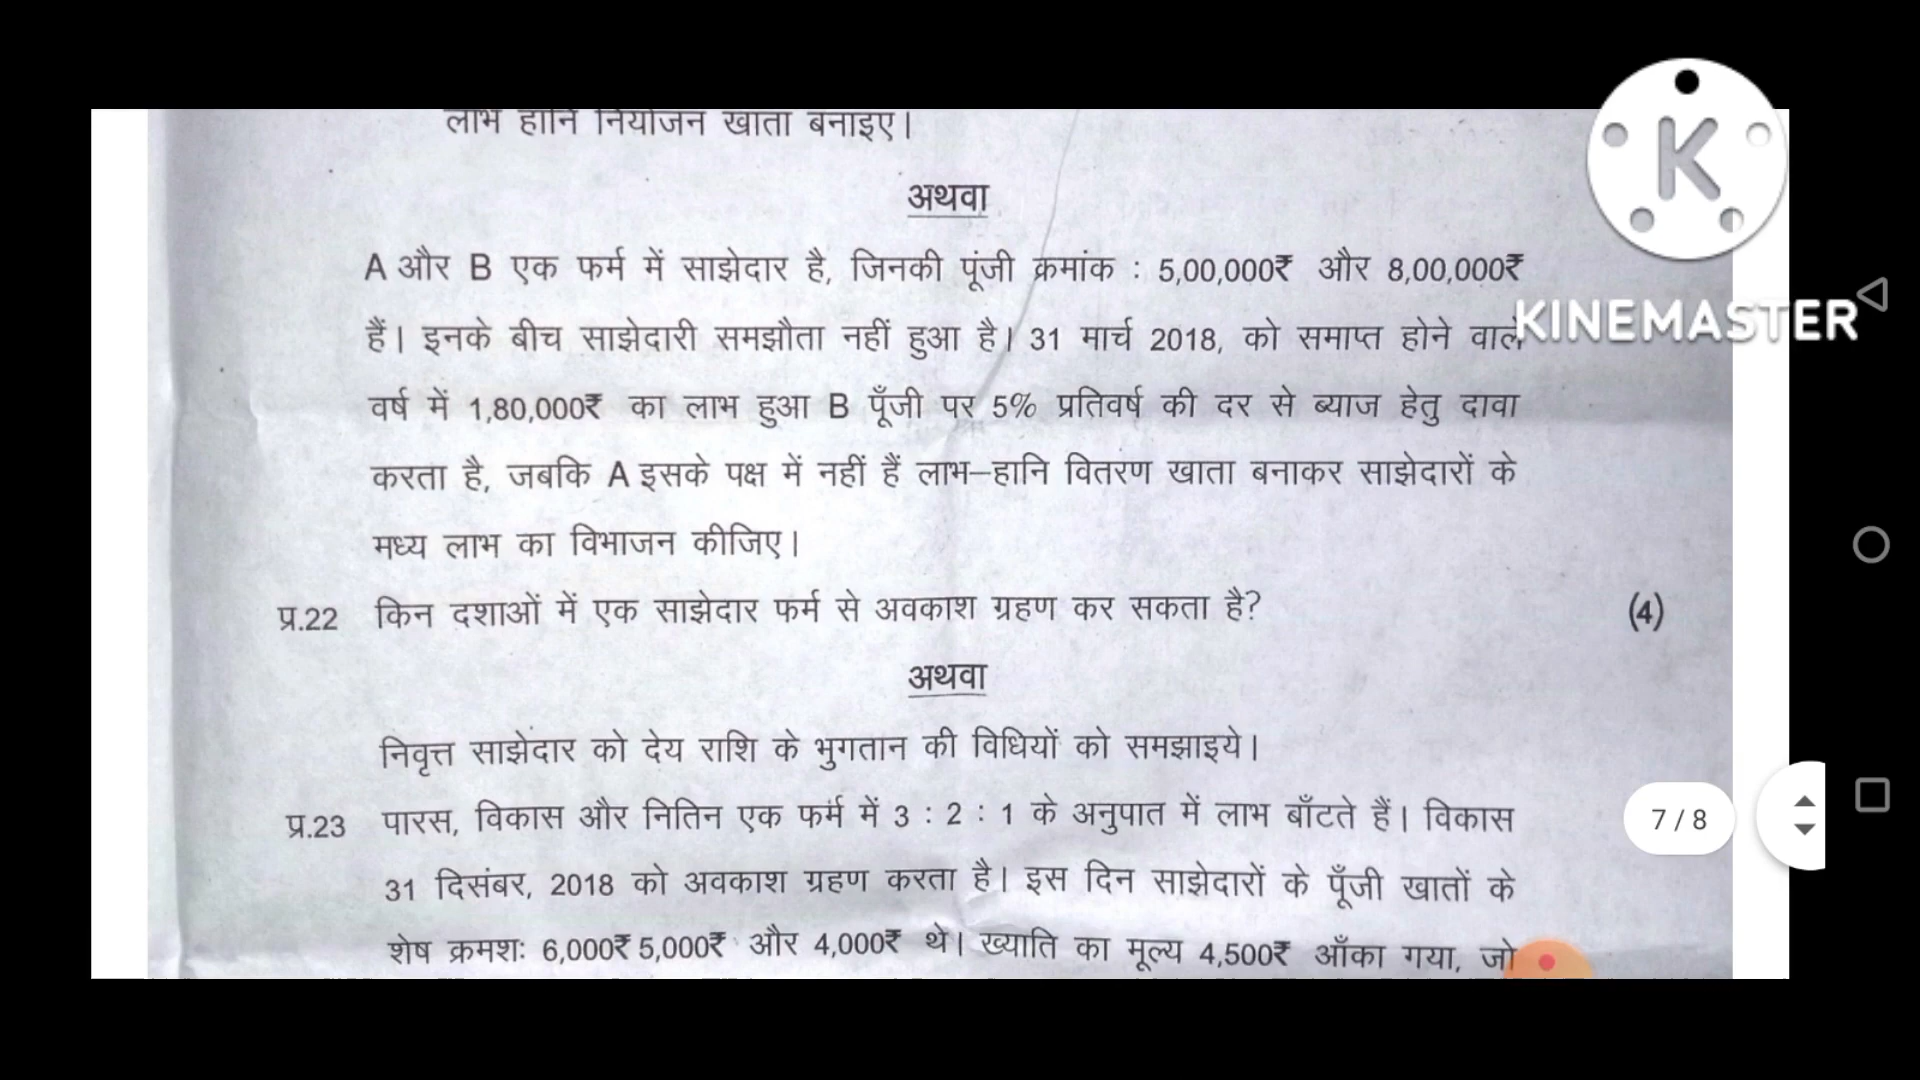 लाभ हानि नियोजन खाता बनाइए।
अथवा
A और B एक फर्म में साझेदार है, जिनकी पूंजी क्रमांक : 5,00,000₹ और 8,00,000₹
हैं। इनके बीच साझेदारी समझौता नहीं हुआ है। 31 मार्च 2018, को समाप्त होने वाले
KINEMASTER
वर्ष में 1,80,000₹ का लाभ हुआ B पूँजी पर 5% प्रतिवर्ष की दर से ब्याज हेतु दावा
करता है, जबकि A इसके पक्ष में नहीं हैं लाभ–हानि वितरण खाता बनाकर साझेदारों के
मध्य लाभ का विभाजन कीजिए।
प्र.22 किन दशाओं में एक साझेदार फर्म से अवकाश ग्रहण कर सकता है? (4)
अथवा
निवृत्त साझेदार को देय राशि के भुगतान की विधियों को समझाइये।
प्र.23 पारस, विकास और नितिन एक फर्म में 3 : 2 : 1 के अनुपात में लाभ बाँटते हैं। विकास
7 / 8
31 दिसंबर, 2018 को अवकाश ग्रहण करता है। इस दिन साझेदारों के पूँजी खातों के
शेष क्रमशः 6,000₹ 5,000₹ और 4,000₹ थे। ख्याति का मूल्य 4,500₹ आँका गया, जो